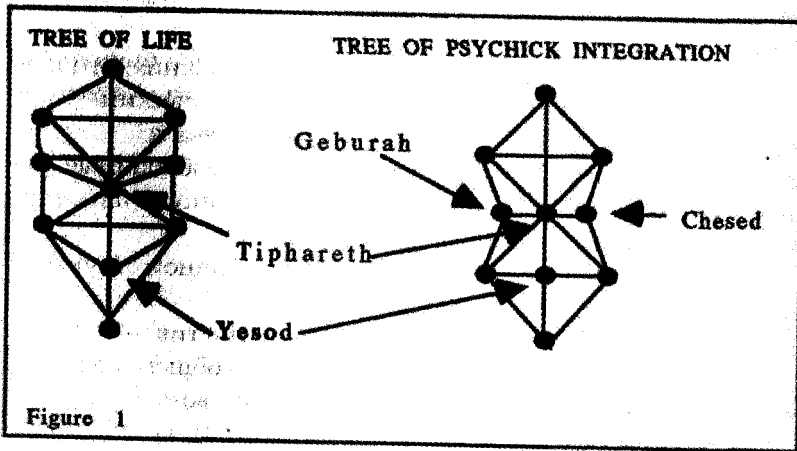 TREE OF LIFE
TREE OF PSYCHICK INTEGRATION
Geburah
Chesed
Tiphareth
Yesod
Figure 1